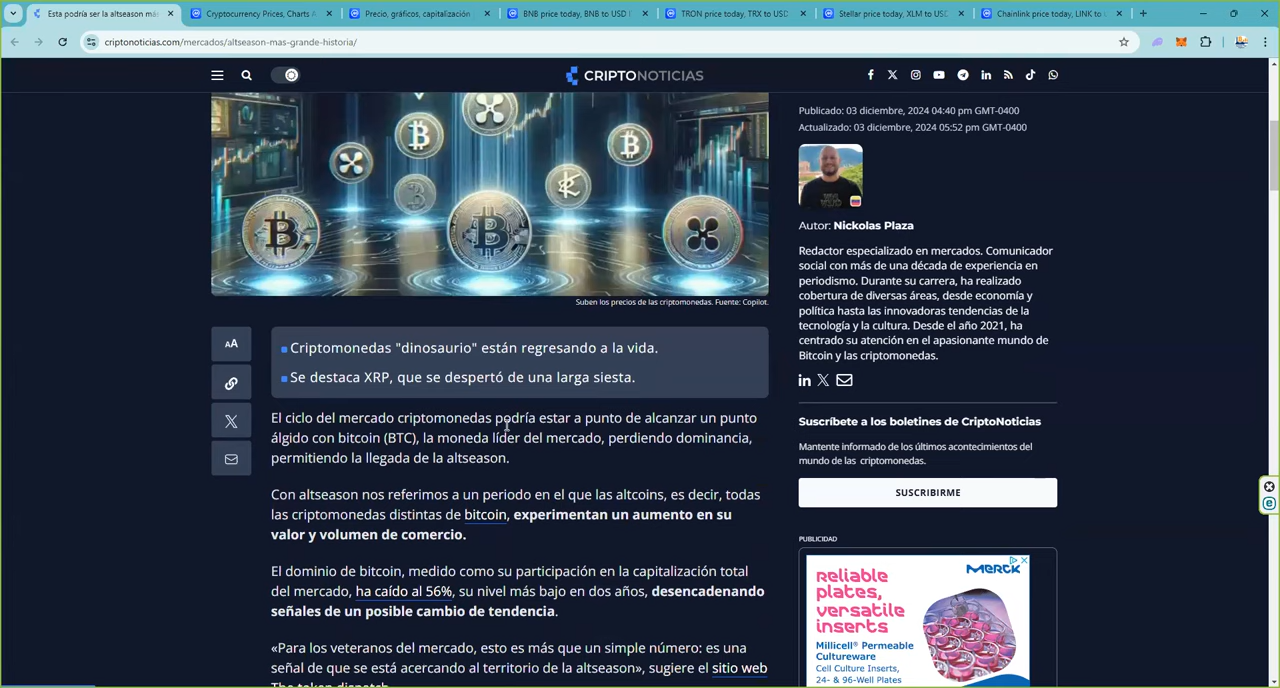 Esta podría ser la altseason más
Cryptocurrency Prices, Charts A
Precio, gráficos, capitalización
BNB price today, BNB to USD l
TRON price today, TRX to USD
Stellar price today, XLM to USD
Chainlink price today, LINK to
criptonoticias.com/mercados/altseason-mas-grande-historia/
CRIPTONOTICIAS
Publicado: 03 diciembre, 2024 04:40 pm GMT-0400
Actualizado: 03 diciembre, 2024 05:52 pm GMT-0400
Suben los precios de las criptomonedas. Fuente: Copilot.
AA
Criptomonedas "dinosaurio" están regresando a la vida.
Se destaca XRP, que se despertó de una larga siesta.
El ciclo del mercado criptomonedas podría estar a punto de alcanzar un punto
álgido con bitcoin (BTC), la moneda líder del mercado, perdiendo dominancia,
permitiendo la llegada de la altseason.
Con altseason nos referimos a un periodo en el que las altcoins, es decir, todas
las criptomonedas distintas de bitcoin, experimentan un aumento en su
valor y volumen de comercio.
El dominio de bitcoin, medido como su participación en la capitalización total
del mercado, ha caído al 56%, su nivel más bajo en dos años, desencadenando
señales de un posible cambio de tendencia.
«Para los veteranos del mercado, esto es más que un simple número: es una
señal de que se está acercando al territorio de la altseason», sugiere el sitio web
The token dispatch
Autor: Nickolas Plaza
Redactor especializado en mercados. Comunicador
social con más de una década de experiencia en
periodismo. Durante su carrera, ha realizado
cobertura de diversas áreas, desde economía y
política hasta las innovadoras tendencias de la
tecnología y la cultura. Desde el año 2021, ha
centrado su atención en el apasionante mundo de
Bitcoin y las criptomonedas.
Suscríbete a los boletines de CriptoNoticias
Mantente informado de los últimos acontecimientos del
mundo de las criptomonedas.
SUSCRIBIRME
PUBLICIDAD
MERCK
Reliable
plates,
versatile
inserts
Millicell® Permeable
Cultureware
Cell Culture Inserts,
24- & 96-Well Plates